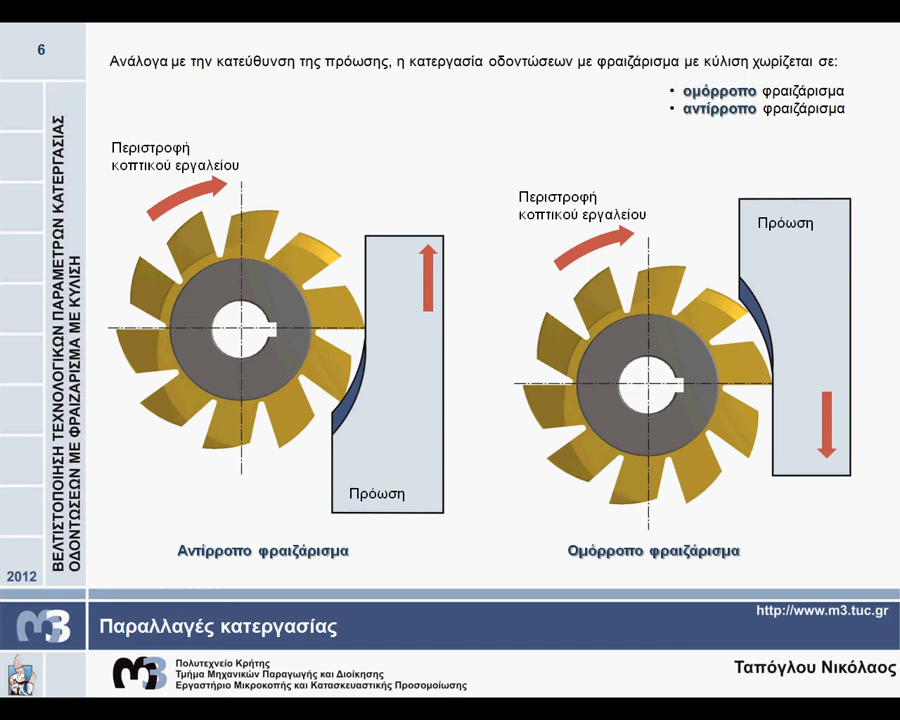 6
Ανάλογα με την κατεύθυνση της πρόωσης, η κατεργασία οδοντώσεων με φραιζάρισμα με κύλιση χωρίζεται σε:
• ομόρροπο φραιζάρισμα
• αντίρροπο φραιζάρισμα
Περιστροφή
κοπτικού εργαλείου
Πρόωση
Αντίρροπο φραιζάρισμα
Περιστροφή
κοπτικού εργαλείου
Πρόωση
Ομόρροπο φραιζάρισμα
ΒΕΛΤΙΣΤΟΠΟΙΗΣΗ ΤΕΧΝΟΛΟΓΙΚΩΝ ΠΑΡΑΜΕΤΡΩΝ ΚΑΤΕΡΓΑΣΙΑΣ
ΟΔΟΝΤΩΣΕΩΝ ΜΕ ΦΡΑΙΖΑΡΙΣΜΑ ΜΕ ΚΥΛΙΣΗ
2012
m3
Παραλλαγές κατεργασίας
http://www.m3.tuc.gr
m3
Πολυτεχνείο Κρήτης
Τμήμα Μηχανικών Παραγωγής και Διοίκησης
Εργαστήριο Μικροκοπής και Κατασκευαστικής Προσομοίωσης
Ταπόγλου Νικόλαος